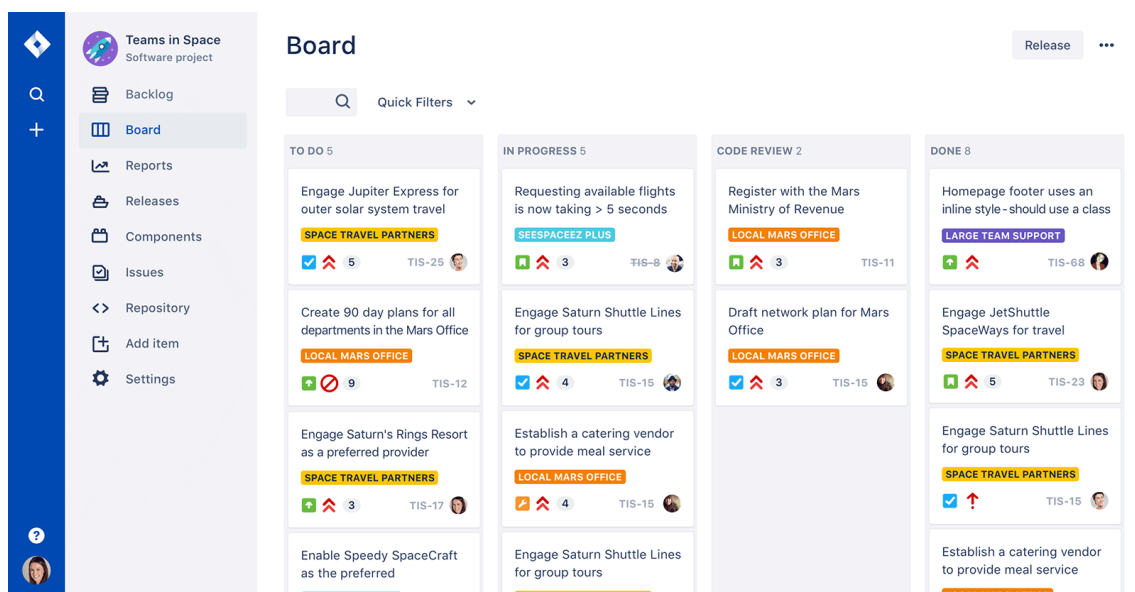 Teams in Space
Software project
Backlog
Board
Reports
Releases
Components
Issues
Repository
Add item
Settings
?
Board
Release
Quick Filters
TO DO 5
Engage Jupiter Express for
outer solar system travel
SPACE TRAVEL PARTNERS
5 TIS-25
Create 90 day plans for all
departments in the Mars Office
LOCAL MARS OFFICE
9 TIS-12
Engage Saturn's Rings Resort
as a preferred provider
SPACE TRAVEL PARTNERS
3 TIS-17
Enable Speedy SpaceCraft
as the preferred
IN PROGRESS 5
Requesting available flights
is now taking > 5 seconds
SEESPACEEZ PLUS
3 TIS-8
Engage Saturn Shuttle Lines
for group tours
SPACE TRAVEL PARTNERS
4 TIS-15
Establish a catering vendor
to provide meal service
LOCAL MARS OFFICE
4 TIS-15
Engage Saturn Shuttle Lines
for group tours
CODE REVIEW 2
Register with the Mars
Ministry of Revenue
LOCAL MARS OFFICE
3 TIS-11
Draft network plan for Mars
Office
LOCAL MARS OFFICE
3 TIS-15
DONE 8
Homepage footer uses an
inline style-should use a class
LARGE TEAM SUPPORT
TIS-68
Engage JetShuttle
SpaceWays for travel
SPACE TRAVEL PARTNERS
5 TIS-23
Engage Saturn Shuttle Lines
for group tours
SPACE TRAVEL PARTNERS
TIS-15
Establish a catering vendor
to provide meal service